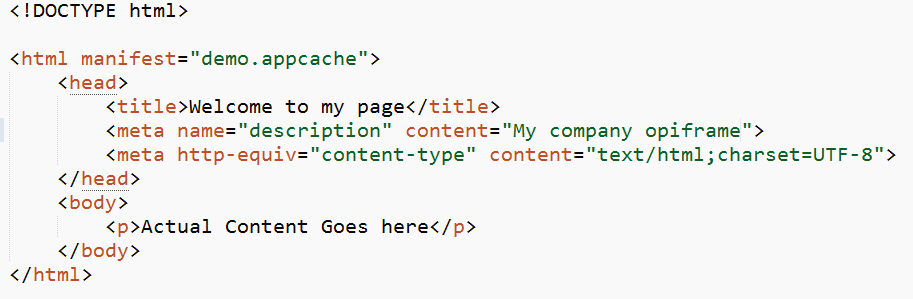 <!DOCTYPE html>
<html manifest="demo.appcache">
<head>
<title>Welcome to my page</title>
<meta name="description" content="My company opiframe">
<meta http-equiv="content-type" content="text/html;charset=UTF-8">
</head>
<body>
<p>Actual Content Goes here</p>
</body>
</html>